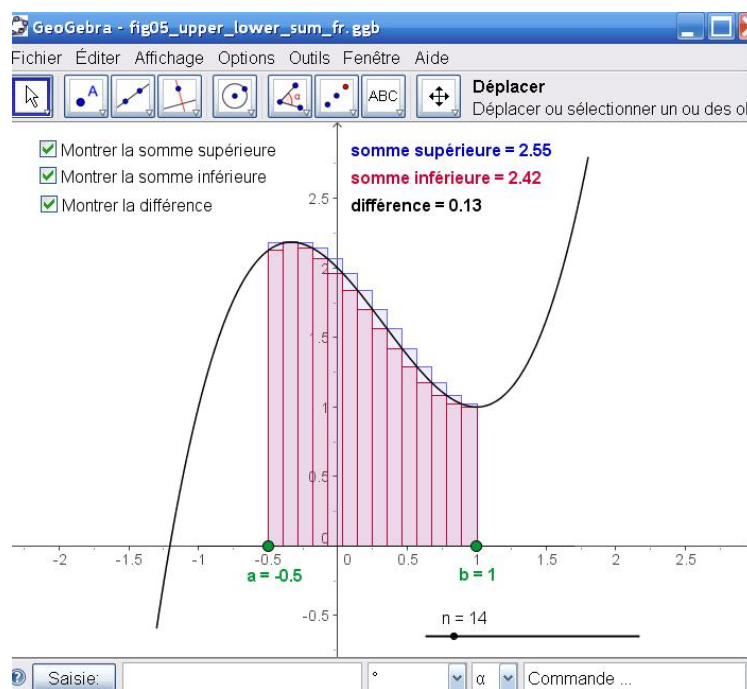 GeoGebra - fig05_upper_lower_sum_fr.ggb
Fichier Éditer Affichage Options Outils Fenêtre Aide
A
α
ABC
Déplacer
Déplacer ou sélectionner un ou des ob
Montrer la somme supérieure
somme supérieure = 2.55
Montrer la somme inférieure
somme inférieure = 2.42
Montrer la différence
différence = 0.13
2.5
2
1.5
1
0.5
0
-2 -1.5 -1 -0.5 0 0.5 1 1.5 2 2.5
a = -0.5
b = 1
-0.5
n = 14
Saisie:
°
α
Commande ...